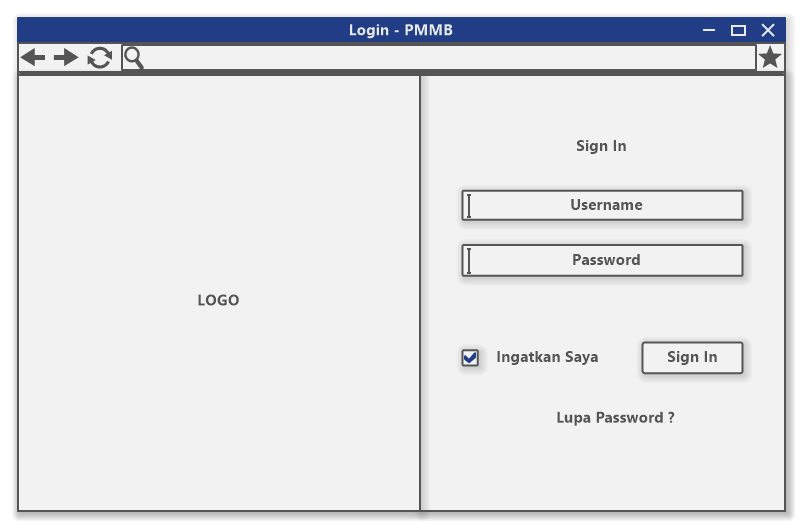 Login - PMMB
LOGO
Sign In
Username
Password
Ingatkan Saya
Sign In
Lupa Password ?